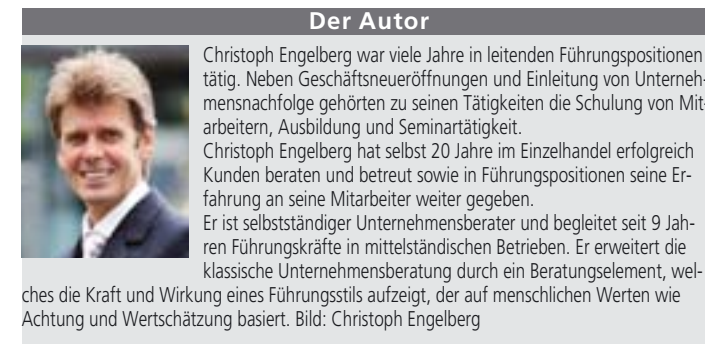 Der Autor
Christoph Engelberg war viele Jahre in leitenden Führungspositionen
tätig. Neben Geschäftsneueröffnungen und Einleitung von Unterneh-
mensnachfolge gehörten zu seinen Tätigkeiten die Schulung von Mit-
arbeitern, Ausbildung und Seminartätigkeit.
Christoph Engelberg hat selbst 20 Jahre im Einzelhandel erfolgreich
Kunden beraten und betreut sowie in Führungspositionen seine Er-
fahrung an seine Mitarbeiter weiter gegeben.
Er ist selbstständiger Unternehmensberater und begleitet seit 9 Jah-
ren Führungskräfte in mittelständischen Betrieben. Er erweitert die
klassische Unternehmensberatung durch ein Beratungselement, wel-
ches die Kraft und Wirkung eines Führungsstils aufzeigt, der auf menschlichen Werten wie
Achtung und Wertschätzung basiert. Bild: Christoph Engelberg